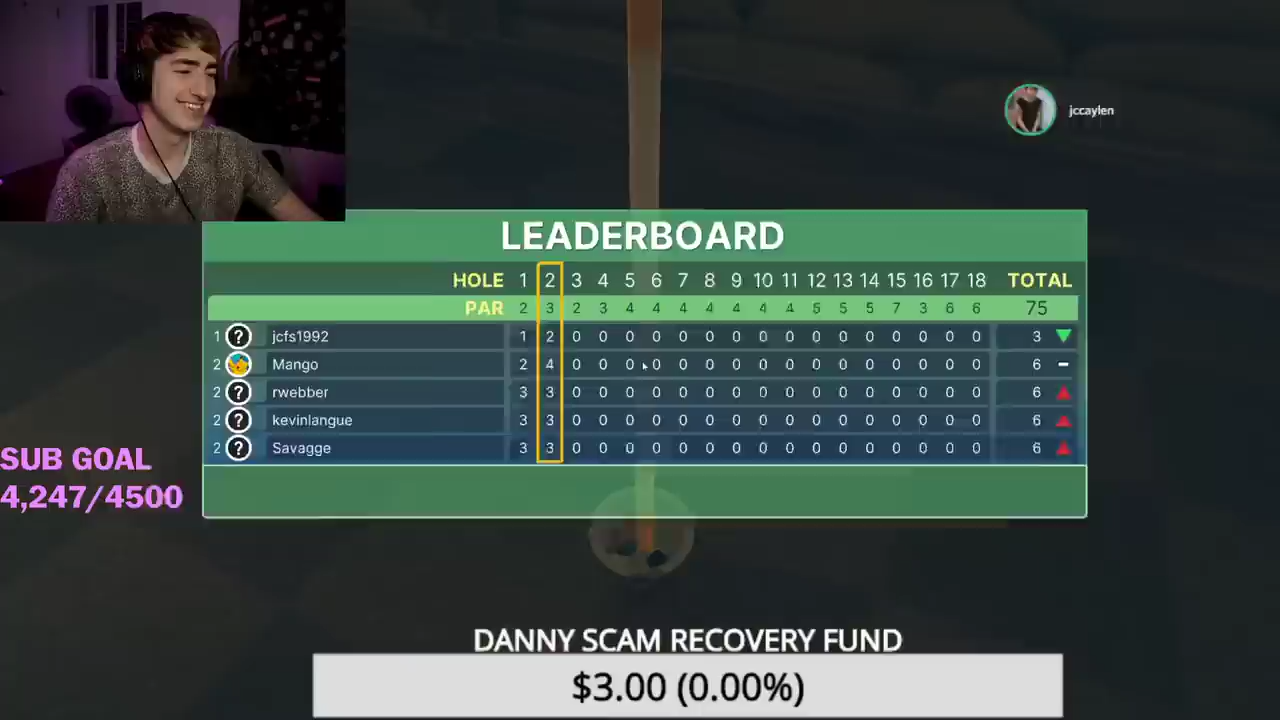 jccaylen
LEADERBOARD
HOLE 1 2 3 4 5 6 7 8 9 10 11 12 13 14 15 16 17 18 TOTAL
PAR 2 3 2 3 4 4 4 4 4 4 4 5 5 5 7 3 6 6 75
1 ? jcfs1992 1 2 0 0 0 0 0 0 0 0 0 0 0 0 0 0 0 0 3
2 Mango 2 4 0 0 0 0 0 0 0 0 0 0 0 0 0 0 0 0 6
2 ? rwebber 3 3 0 0 0 0 0 0 0 0 0 0 0 0 0 0 0 0 6
2 ? kevinlangue 3 3 0 0 0 0 0 0 0 0 0 0 0 0 0 0 0 0 6
2 ? Savagge 3 3 0 0 0 0 0 0 0 0 0 0 0 0 0 0 0 0 6
SUB GOAL
4,247/4500
DANNY SCAM RECOVERY FUND
$3.00 (0.00%)